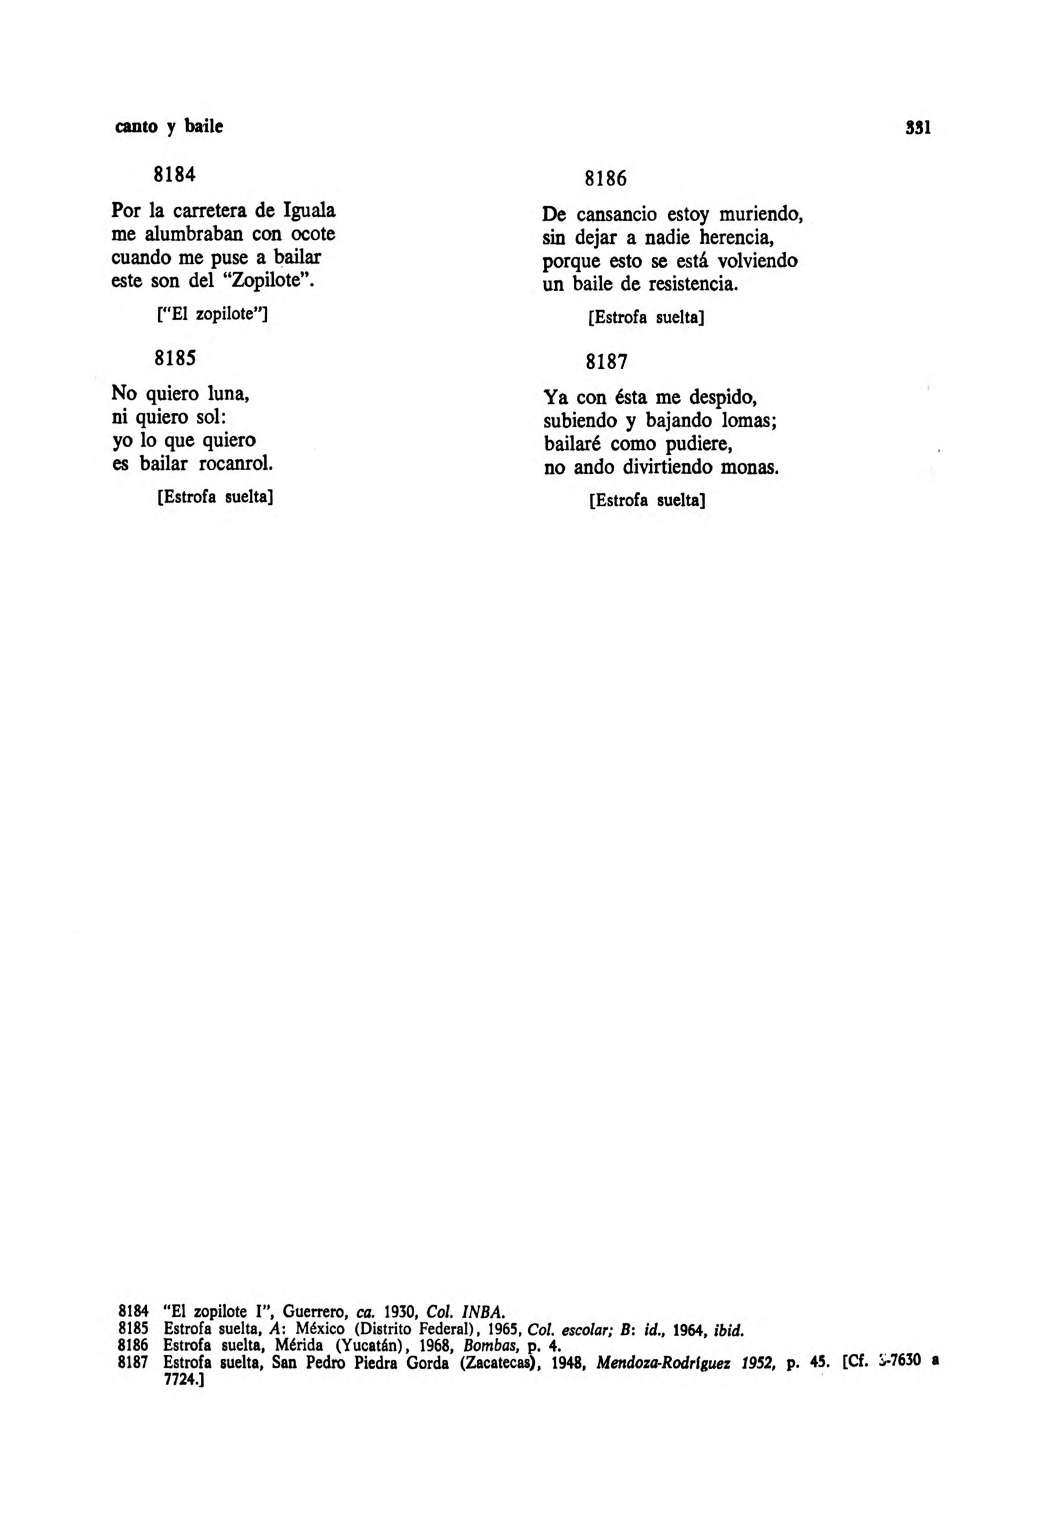 canto y baile 331
8184
Por la carretera de Iguala
me alumbraban con ocote
cuando me puse a bailar
este son del “Zopilote”.
[“El zopilote”]
8185
No quiero luna,
ni quiero sol:
yo lo que quiero
es bailar rocanrol.
[Estrofa suelta]
8186
De cansancio estoy muriendo,
sin dejar a nadie herencia,
porque esto se está volviendo
un baile de resistencia.
[Estrofa suelta]
8187
Ya con ésta me despido,
subiendo y bajando lomas;
bailaré como pudiere,
no ando divirtiendo monas.
[Estrofa suelta]
8184 “El zopilote I”, Guerrero, ca. 1930, Col. INBA.
8185 Estrofa suelta, A: México (Distrito Federal), 1965, Col. escolar; B: id., 1964, ibid.
8186 Estrofa suelta, Mérida (Yucatán), 1968, Bombas, p. 4.
8187 Estrofa suelta, San Pedro Piedra Gorda (Zacatecas), 1948, Mendoza-Rodríguez 1952, p. 45. [Cf. -7630 a
7724.]